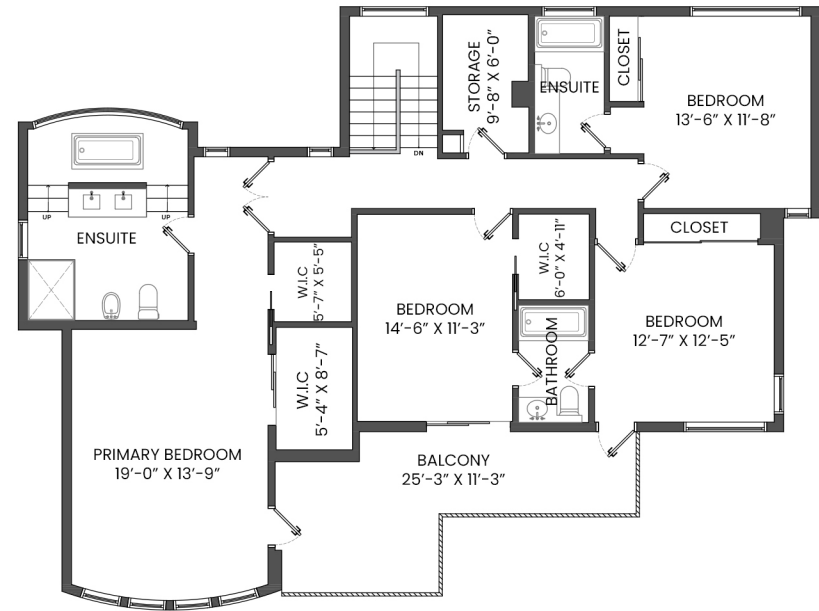 STORAGE
9'-8" X 6'-0"
ENSUITE
CLOSET
BEDROOM
13'-6" X 11'-8"
DN
UP
UP
ENSUITE
W.I.C
5'-7" X 5'-5"
W.I.C
6'-0" X 4'-11"
CLOSET
BEDROOM
14'-6" X 11'-3"
BEDROOM
12'-7" X 12'-5"
BATHROOM
W.I.C
5'-4" X 8'-7"
PRIMARY BEDROOM
19'-0" X 13'-9"
BALCONY
25'-3" X 11'-3"